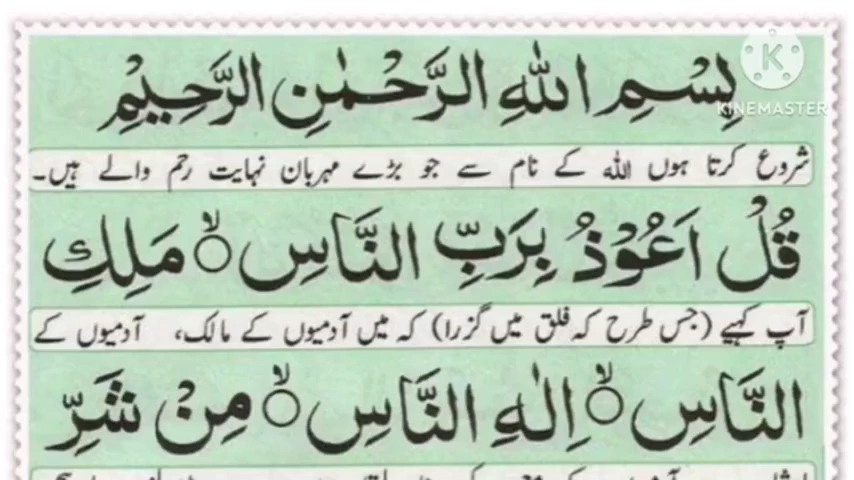 بِسْمِ اللهِ الرَّحْمٰنِ الرَّحِيْمِ
KINEMASTER
شروع کرتا ہوں اللہ کے نام سے جو بڑے مہربان نہایت رحم والے ہیں۔
قُلْ اَعُوْذُ بِرَبِّ النَّاسِ ۙ مَلِكِ
آپ کہیے (جس طرح کہ فلق میں گزرا) کہ میں آدمیوں کے مالک، آدمیوں کے
النَّاسِ ۙ اِلٰهِ النَّاسِ ۙ مِنْ شَرِّ